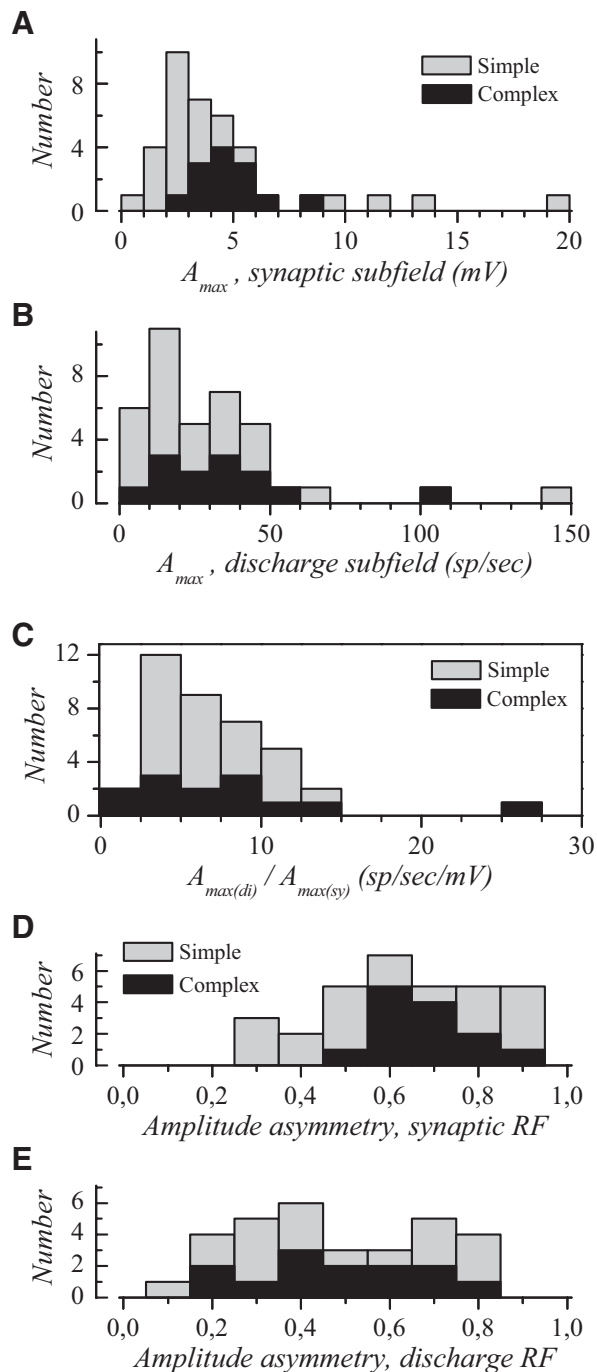 A
Number
8
4
0
Simple
Complex
0 5 10 15 20
Amax , synaptic subfield (mV)
B
Number
8
4
0
0 50 100 150
Amax , discharge subfield (sp/sec)
C
Number
12
8
4
0
Simple
Complex
0 10 20 30
Amax(di) / Amax(sy) (sp/sec/mV)
D
Number
6
4
2
0
Simple
Complex
0,0 0,2 0,4 0,6 0,8 1,0
Amplitude asymmetry, synaptic RF
E
Number
6
4
2
0
0,0 0,2 0,4 0,6 0,8 1,0
Amplitude asymmetry, discharge RF